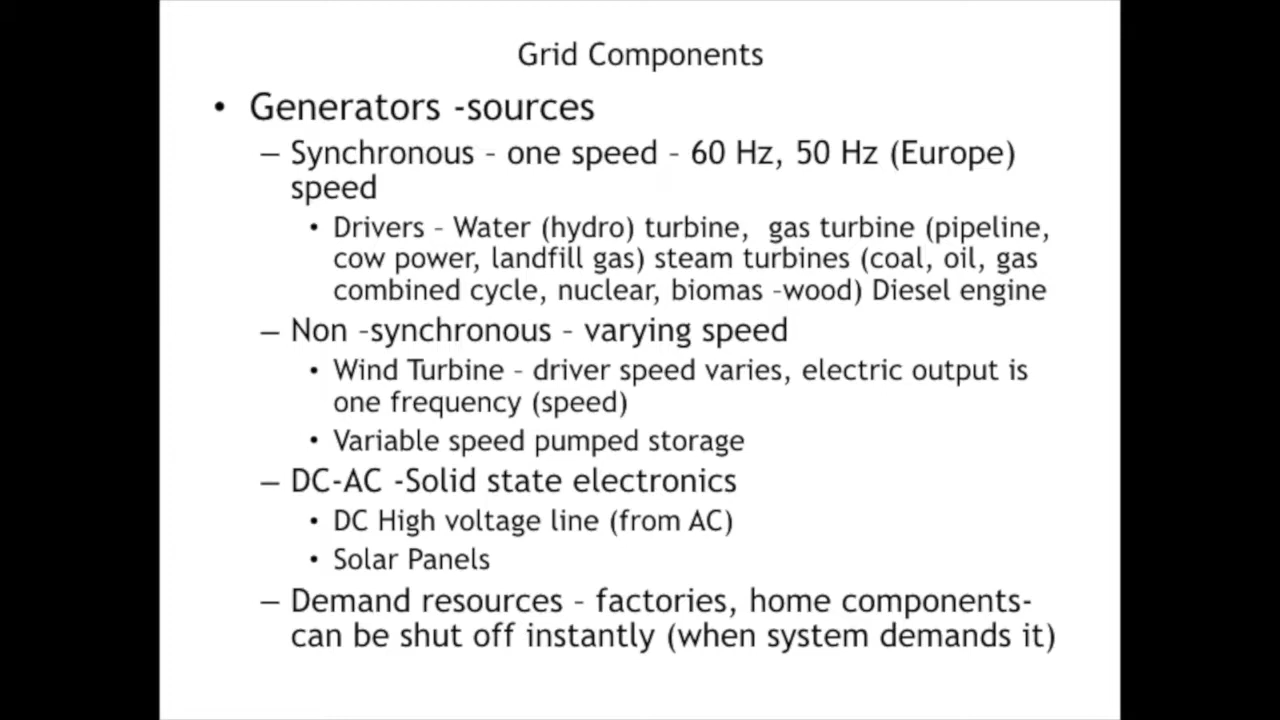 Grid Components
• Generators -sources
– Synchronous – one speed – 60 Hz, 50 Hz (Europe)
speed
• Drivers – Water (hydro) turbine,  gas turbine (pipeline,
cow power, landfill gas) steam turbines (coal, oil, gas
combined cycle, nuclear, biomas –wood) Diesel engine
– Non –synchronous – varying speed
• Wind Turbine – driver speed varies, electric output is
one frequency (speed)
• Variable speed pumped storage
– DC-AC -Solid state electronics
• DC High voltage line (from AC)
• Solar Panels
– Demand resources – factories, home components-
can be shut off instantly (when system demands it)